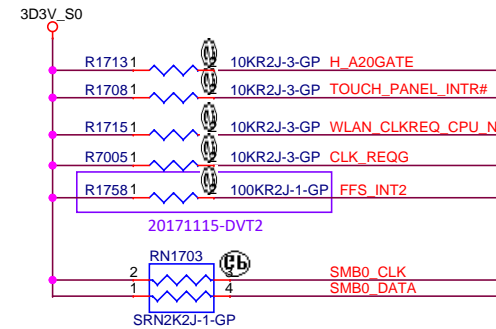 3D3V_S0
R1713 1 2 10KR2J-3-GP H_A20GATE
R1708 1 2 10KR2J-3-GP TOUCH_PANEL_INTR#
R1715 1 2 10KR2J-3-GP WLAN_CLKREQ_CPU_N
R7005 1 2 10KR2J-3-GP CLK_REQG
R1758 1 2 100KR2J-1-GP FFS_INT2
20171115-DVT2
RN1703
2 3 SMB0_CLK
1 4 SMB0_DATA
SRN2K2J-1-GP